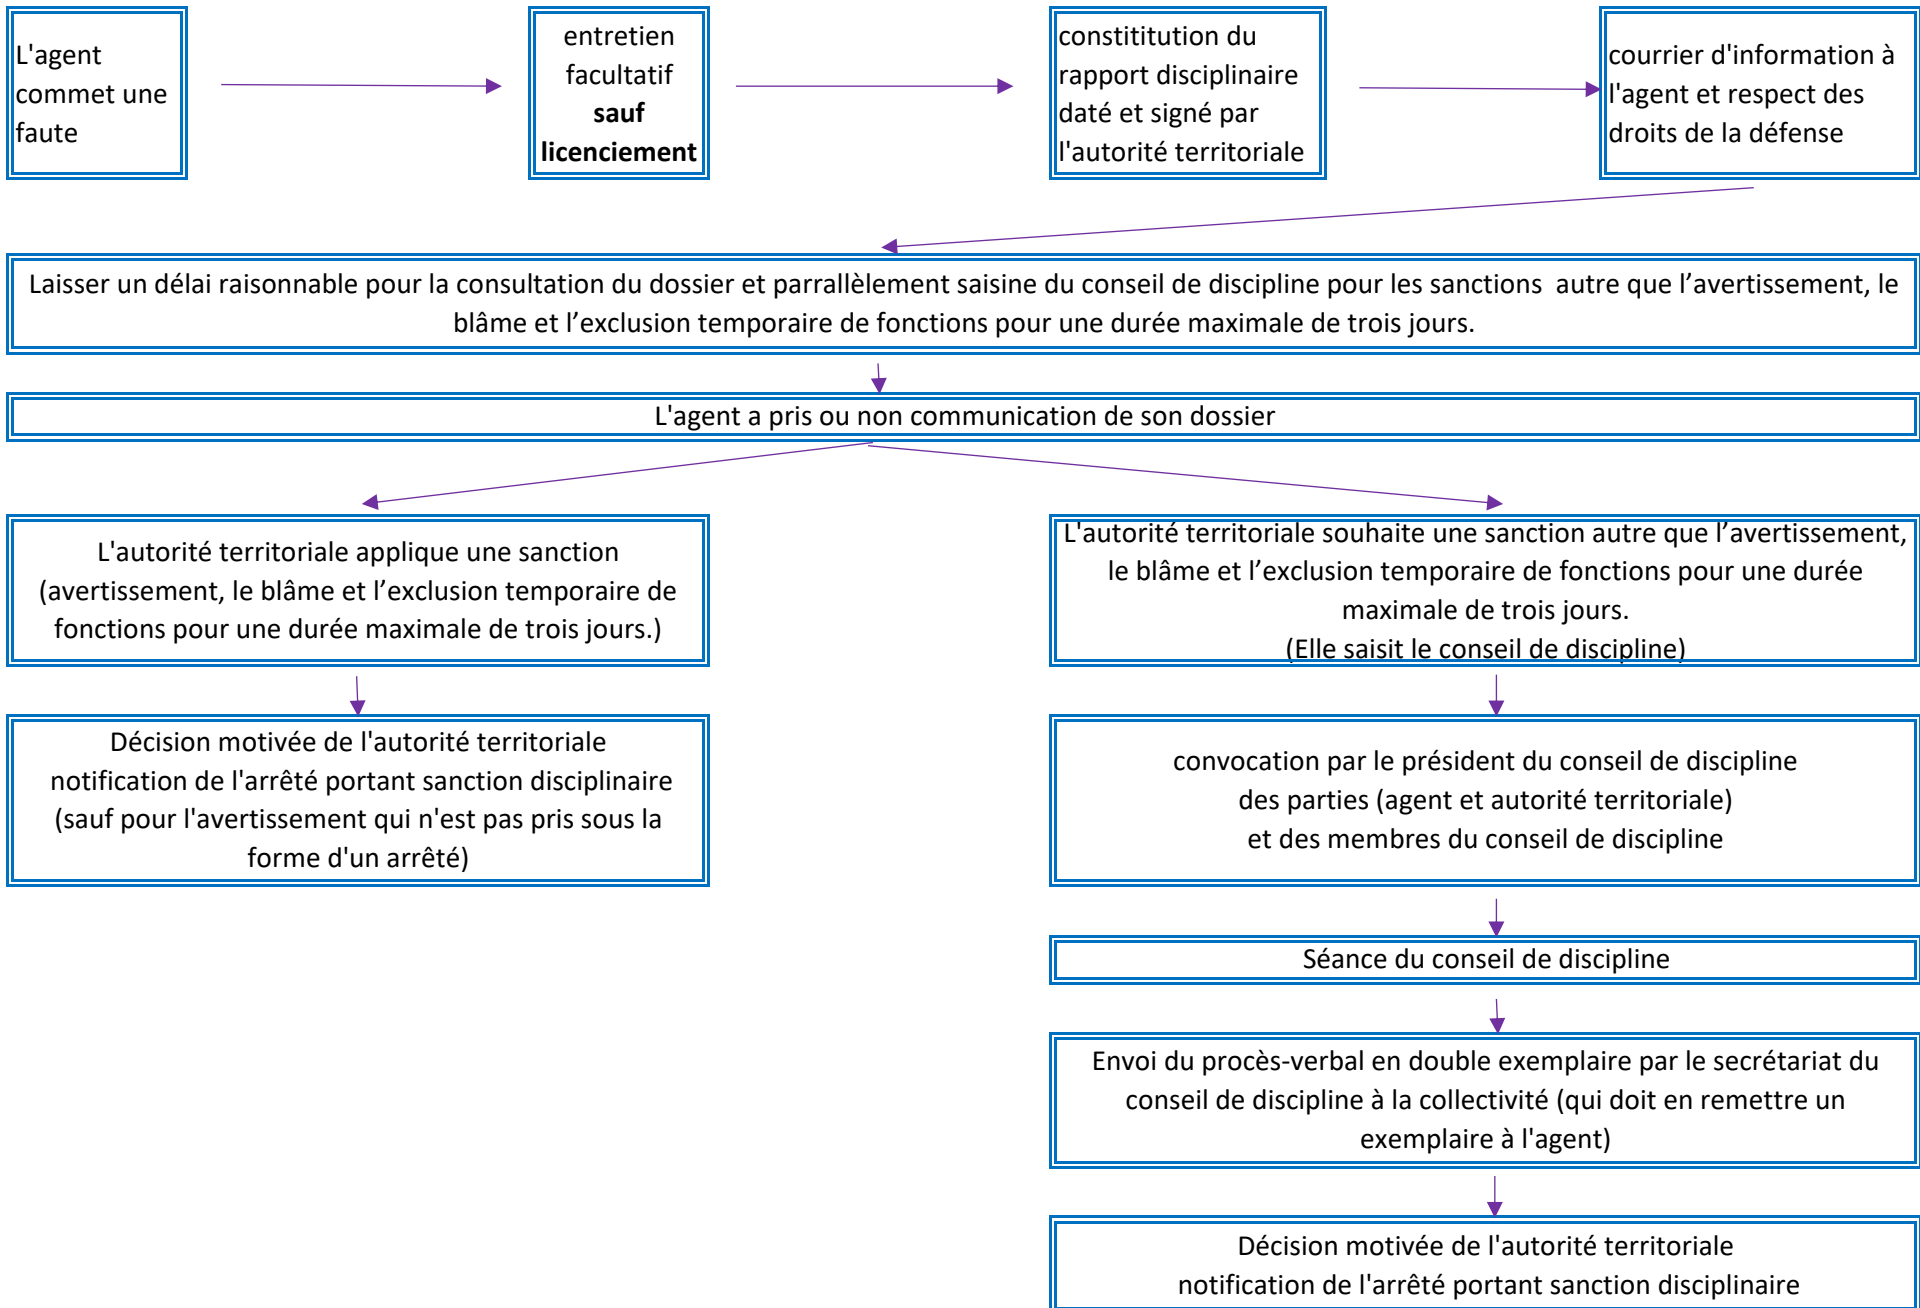 L'agent
commet une
faute
entretien
facultatif
sauf
licenciement
constititution du
rapport disciplinaire
daté et signé par
l'autorité territoriale
courrier d'information à
l'agent et respect des
droits de la défense
Laisser un délai raisonnable pour la consultation du dossier et parrallèlement saisine du conseil de discipline pour les sanctions autre que l’avertissement, le
blâme et l’exclusion temporaire de fonctions pour une durée maximale de trois jours.
L'agent a pris ou non communication de son dossier
L'autorité territoriale applique une sanction
(avertissement, le blâme et l’exclusion temporaire de
fonctions pour une durée maximale de trois jours.)
L'autorité territoriale souhaite une sanction autre que l’avertissement,
le blâme et l’exclusion temporaire de fonctions pour une durée
maximale de trois jours.
(Elle saisit le conseil de discipline)
Décision motivée de l'autorité territoriale
notification de l'arrêté portant sanction disciplinaire
(sauf pour l'avertissement qui n'est pas pris sous la
forme d'un arrêté)
convocation par le président du conseil de discipline
des parties (agent et autorité territoriale)
et des membres du conseil de discipline
Séance du conseil de discipline
Envoi du procès-verbal en double exemplaire par le secrétariat du
conseil de discipline à la collectivité (qui doit en remettre un
exemplaire à l'agent)
Décision motivée de l'autorité territoriale
notification de l'arrêté portant sanction disciplinaire